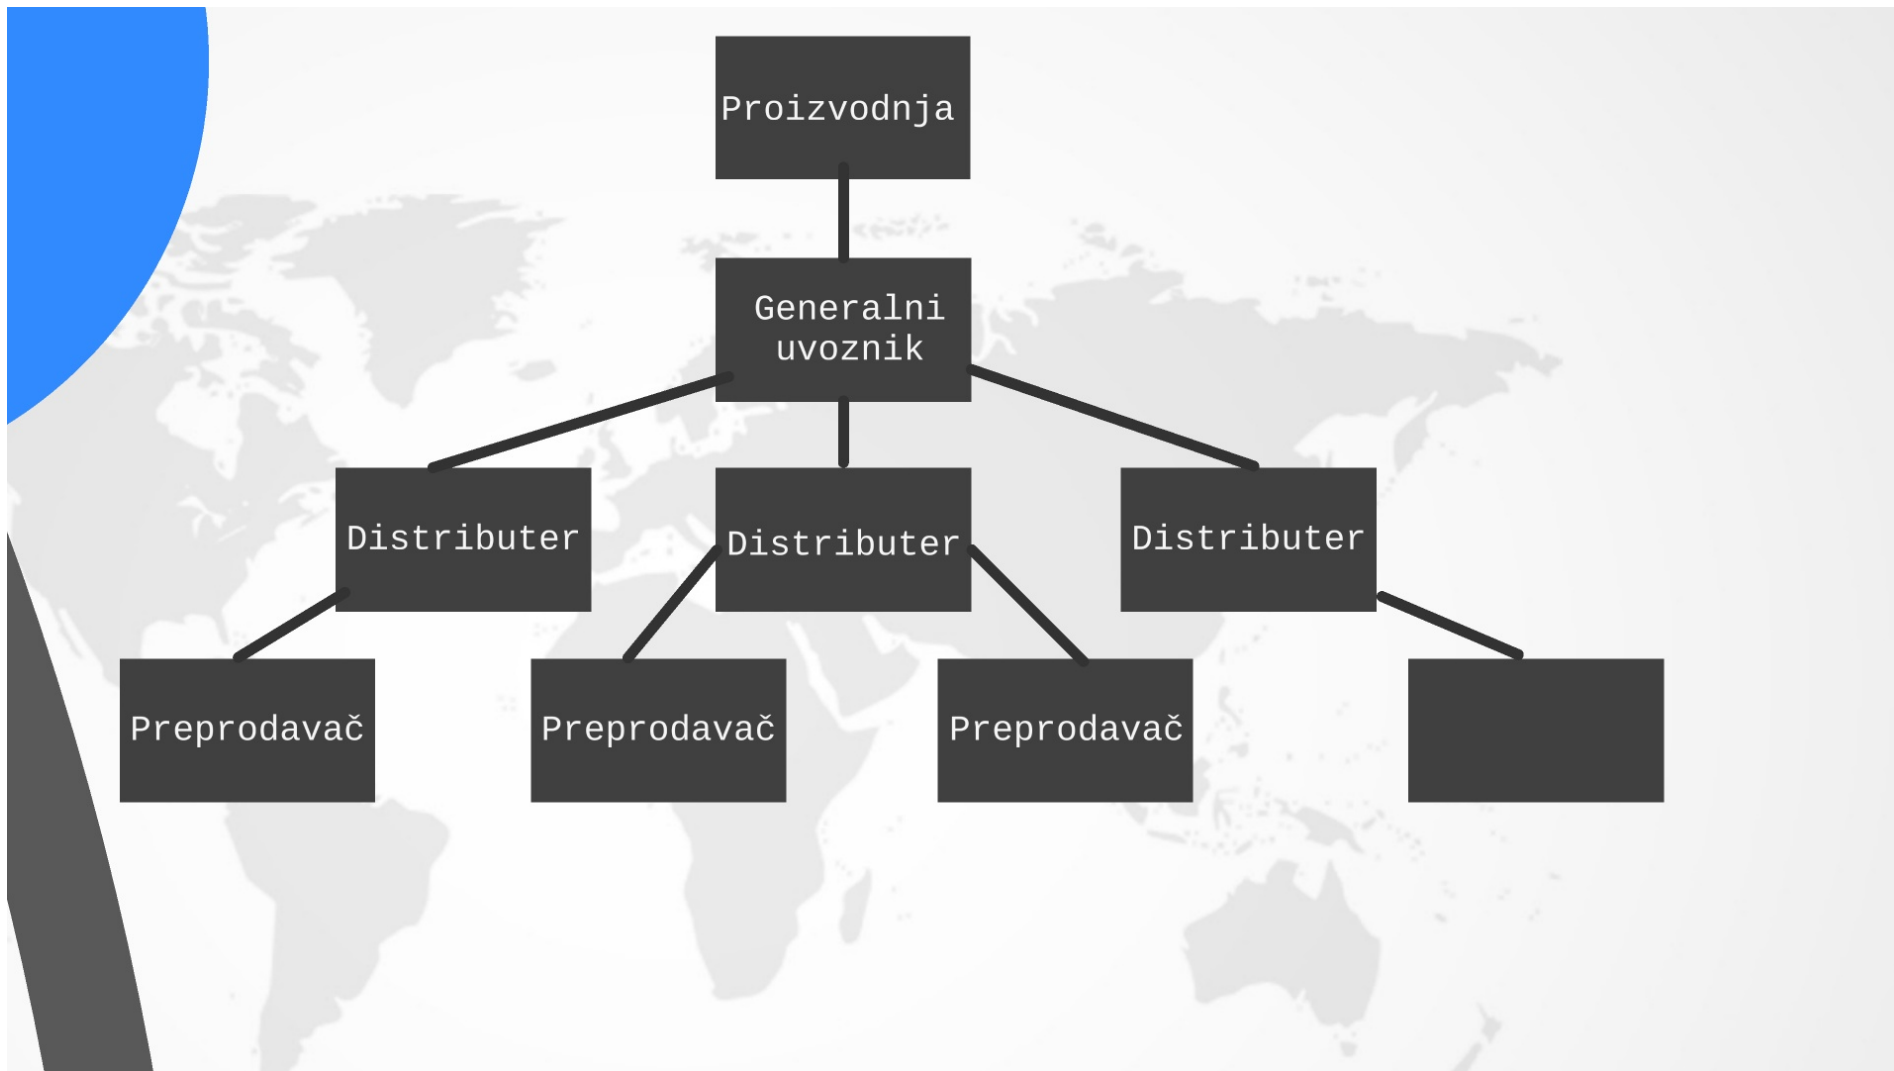 Proizvodnja
Generalni
uvoznik
Distributer
Distributer
Distributer
Preprodavač
Preprodavač
Preprodavač